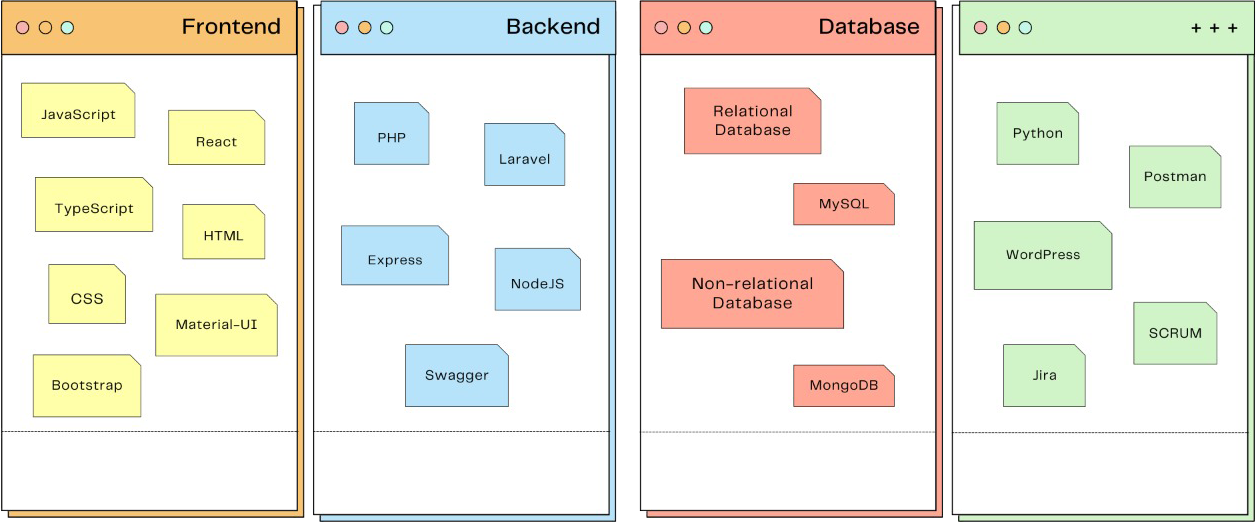 Frontend
JavaScript
React
TypeScript
HTML
CSS
Material-UI
Bootstrap
Backend
PHP
Laravel
Express
NodeJS
Swagger
Database
Relational
Database
MySQL
Non-relational
Database
MongoDB
+ + +
Python
Postman
WordPress
SCRUM
Jira